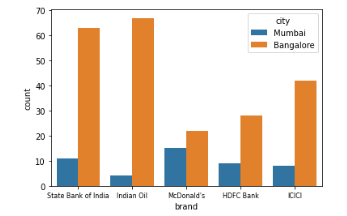 70
60
50
40
30
20
10
0
count
city
Mumbai
Bangalore
State Bank of India
Indian Oil
McDonald's
HDFC Bank
ICICI
brand